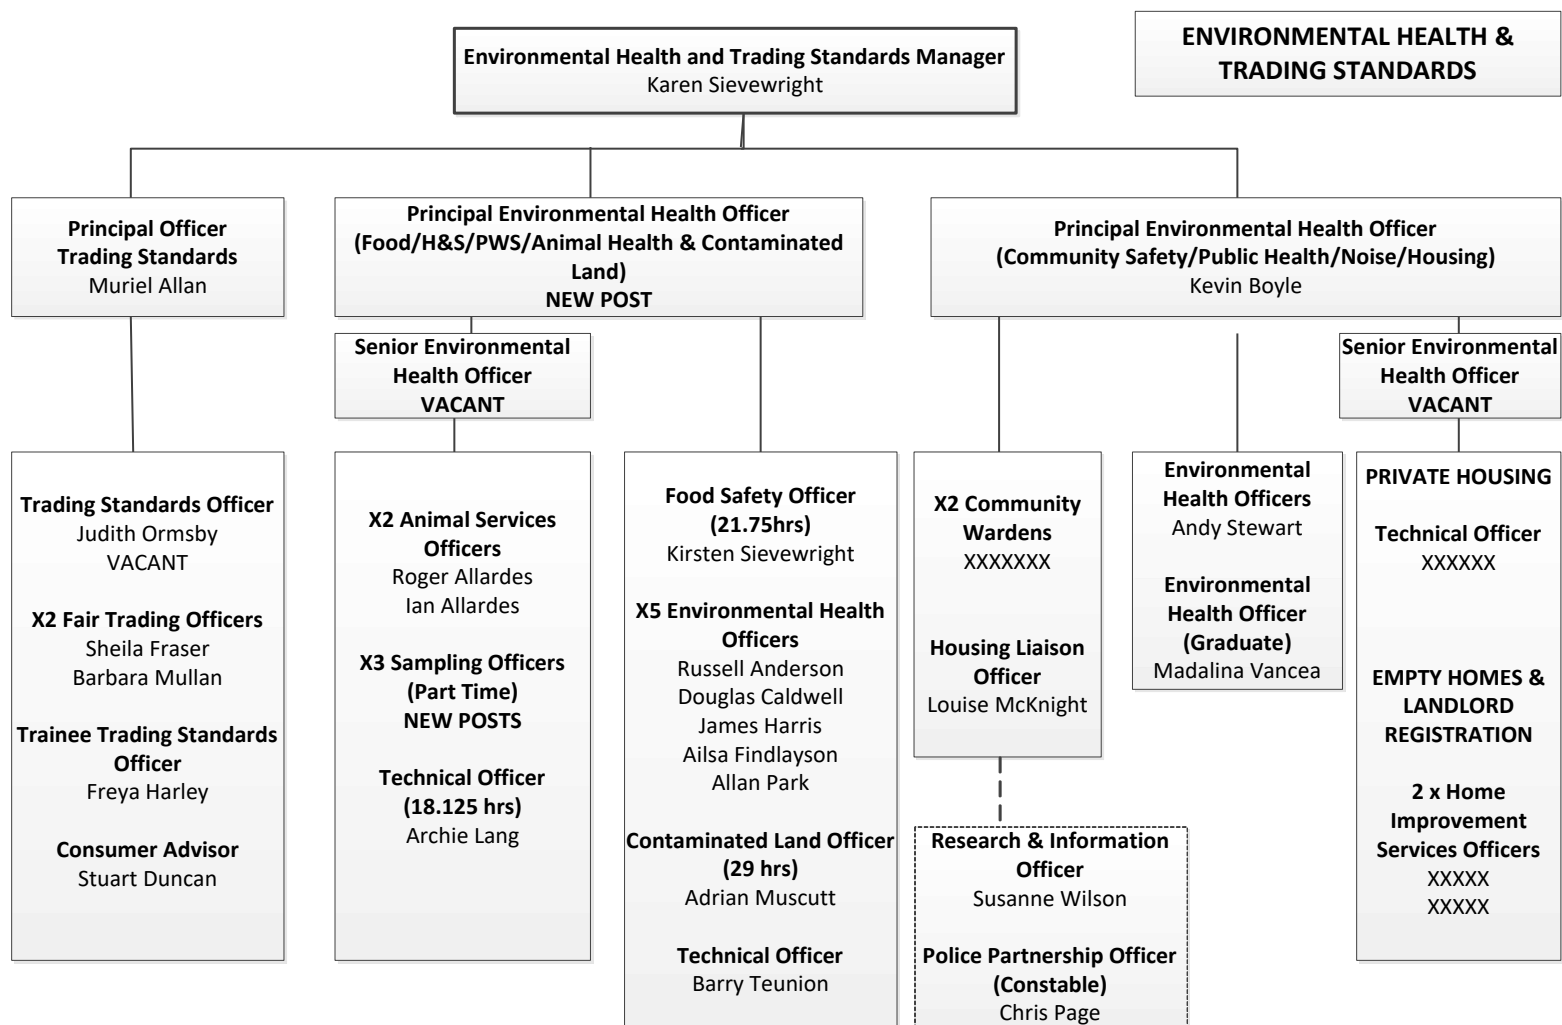 ENVIRONMENTAL HEALTH &
TRADING STANDARDS
Environmental Health and Trading Standards Manager
Karen Sievewright
Principal Officer
Trading Standards
Muriel Allan
Principal Environmental Health Officer
(Food/H&S/PWS/Animal Health & Contaminated
Land)
NEW POST
Principal Environmental Health Officer
(Community Safety/Public Health/Noise/Housing)
Kevin Boyle
Senior Environmental
Health Officer
VACANT
Senior Environmental
Health Officer
VACANT
Trading Standards Officer
Judith Ormsby
VACANT
X2 Fair Trading Officers
Sheila Fraser
Barbara Mullan
Trainee Trading Standards
Officer
Freya Harley
Consumer Advisor
Stuart Duncan
X2 Animal Services
Officers
Roger Allardes
Ian Allardes
X3 Sampling Officers
(Part Time)
NEW POSTS
Technical Officer
(18.125 hrs)
Archie Lang
Food Safety Officer
(21.75hrs)
Kirsten Sievewright
X5 Environmental Health
Officers
Russell Anderson
Douglas Caldwell
James Harris
Ailsa Findlayson
Allan Park
Contaminated Land Officer
(29 hrs)
Adrian Muscutt
Technical Officer
Barry Teunion
X2 Community
Wardens
XXXXXXX
Housing Liaison
Officer
Louise McKnight
Research & Information
Officer
Susanne Wilson
Police Partnership Officer
(Constable)
Chris Page
Environmental
Health Officers
Andy Stewart
Environmental
Health Officer
(Graduate)
Madalina Vancea
PRIVATE HOUSING
Technical Officer
XXXXXX
EMPTY HOMES &
LANDLORD
REGISTRATION
2 x Home
Improvement
Services Officers
XXXXX
XXXXX